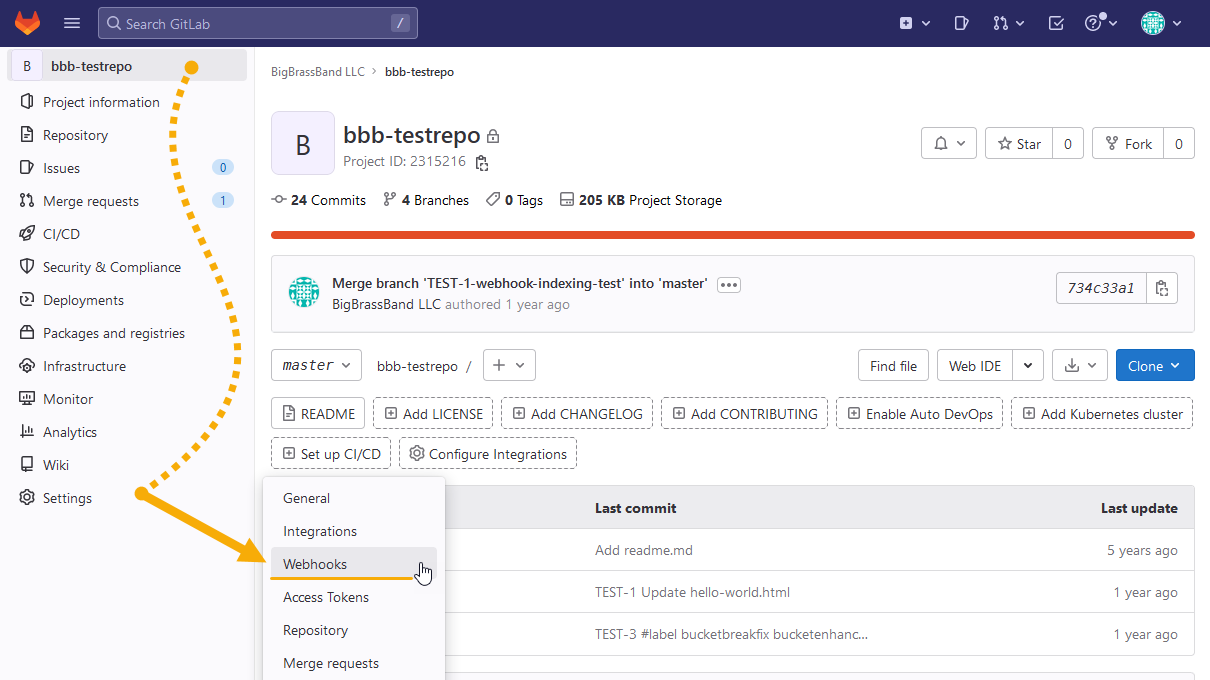 Search GitLab /
B bbb-testrepo
Project information
Repository
Issues 0
Merge requests 1
CI/CD
Security & Compliance
Deployments
Packages and registries
Infrastructure
Monitor
Analytics
Wiki
Settings
BigBrassBand LLC > bbb-testrepo
B
bbb-testrepo
Project ID: 2315216
Star 0
Fork 0
24 Commits 4 Branches 0 Tags 205 KB Project Storage
Merge branch 'TEST-1-webhook-indexing-test' into 'master'
BigBrassBand LLC authored 1 year ago
734c33a1
master bbb-testrepo / + Find file Web IDE Clone
README Add LICENSE Add CHANGELOG Add CONTRIBUTING Enable Auto DevOps Add Kubernetes cluster
Set up CI/CD Configure Integrations
General
Integrations
Webhooks
Access Tokens
Repository
Merge requests
Last commit Last update
Add readme.md 5 years ago
TEST-1 Update hello-world.html 1 year ago
TEST-3 #label bucketbreakfix bucketenhanc... 1 year ago